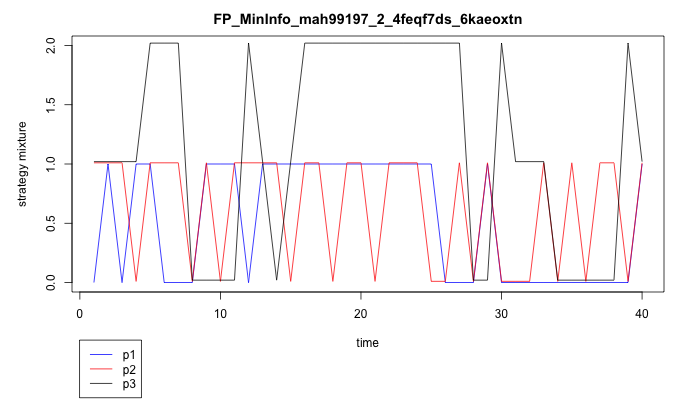 FP_MinInfo_mah99197_2_4feqf7ds_6kaeoxtn
strategy mixture
2.0
1.5
1.0
0.5
0.0
0 10 20 30 40
time
p1
p2
p3